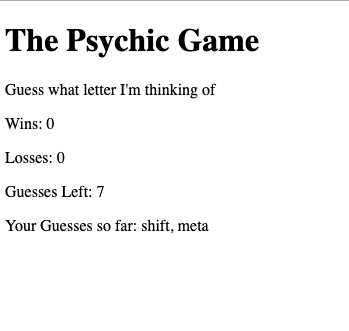 The Psychic Game
Guess what letter I'm thinking of
Wins: 0
Losses: 0
Guesses Left: 7
Your Guesses so far: shift, meta